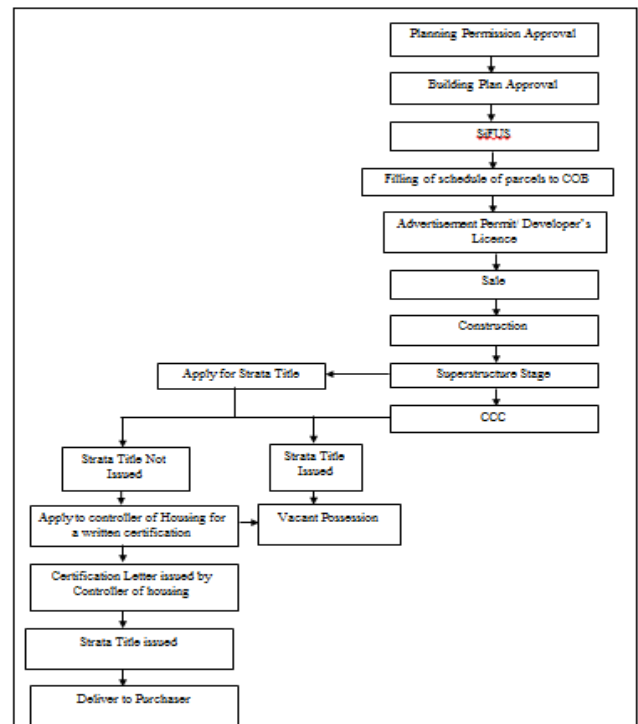 Planning Permission Approval
Building Plan Approval
SiFUS
Filling of schedule of parcels to COB
Advertisement Permit/ Developer's
Licence
Sale
Construction
Superstructure Stage
Apply for Strata Title
CCC
Strata Title Not
Issued
Strata Title
Issued
Apply to controller of Housing for
a written certification
Vacant Possession
Certification Letter issued by
Controller of housing
Strata Title issued
Deliver to Purchaser